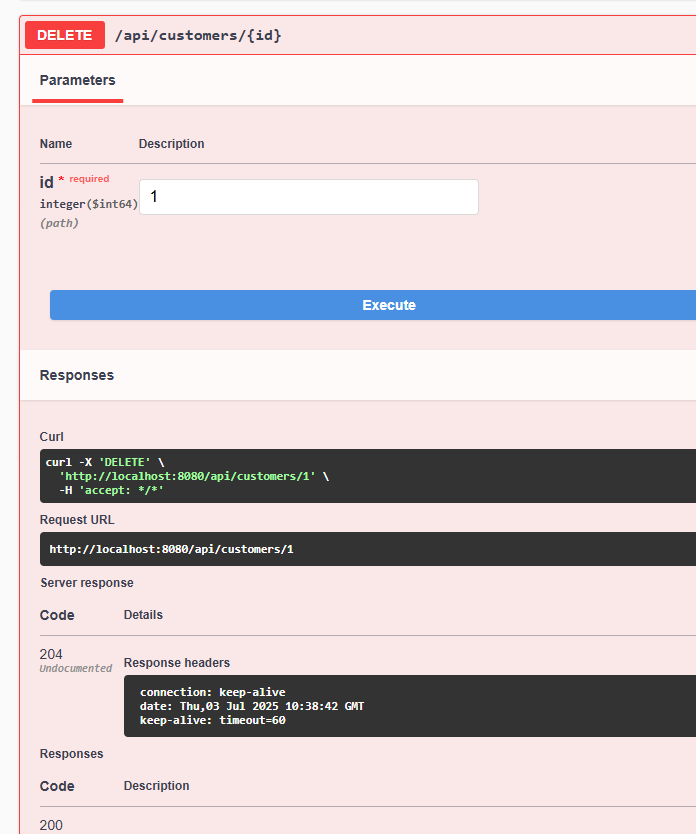 DELETE /api/customers/{id}
Parameters
Name Description
id * required
1
integer($int64)
(path)
Execute
Responses
Curl
curl -X 'DELETE' \
'http://localhost:8080/api/customers/1' \
-H 'accept: */*'
Request URL
http://localhost:8080/api/customers/1
Server response
Code Details
204
Undocumented
Response headers
connection: keep-alive
date: Thu,03 Jul 2025 10:38:42 GMT
keep-alive: timeout=60
Responses
Code Description
200